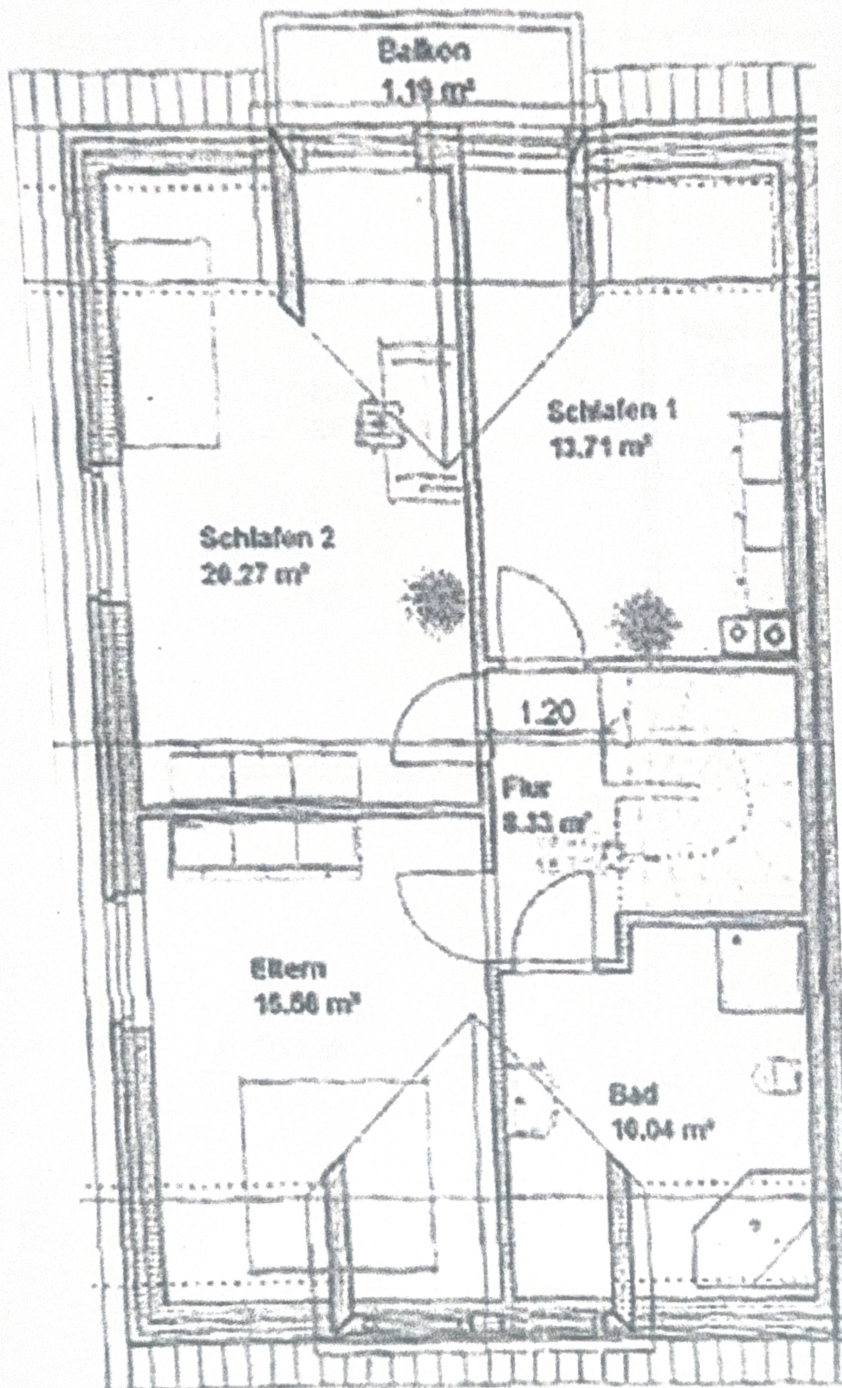 Balkon
1.19 m²
Schlafen 1
13.71 m²
Schlafen 2
20.27 m²
1.20
Flur
8.33 m²
Eltern
15.56 m²
Bad
10.04 m²